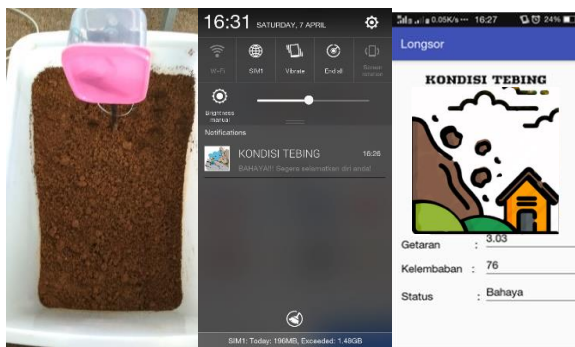 16:31 SATURDAY, 7 APRIL
Wi-Fi SIM1 Vibrate End all
Brightness
manual
Notifications
KONDISI TEBING 16:26
BAHAYA!!! Segera selamatkan diri anda!
SIM1: Today: 196MB, Exceeded: 1.48GB
0.05K/s 16:27 24%
Longsor
KONDISI TEBING
Getaran : 3.03
Kelembaban : 76
Status : Bahaya